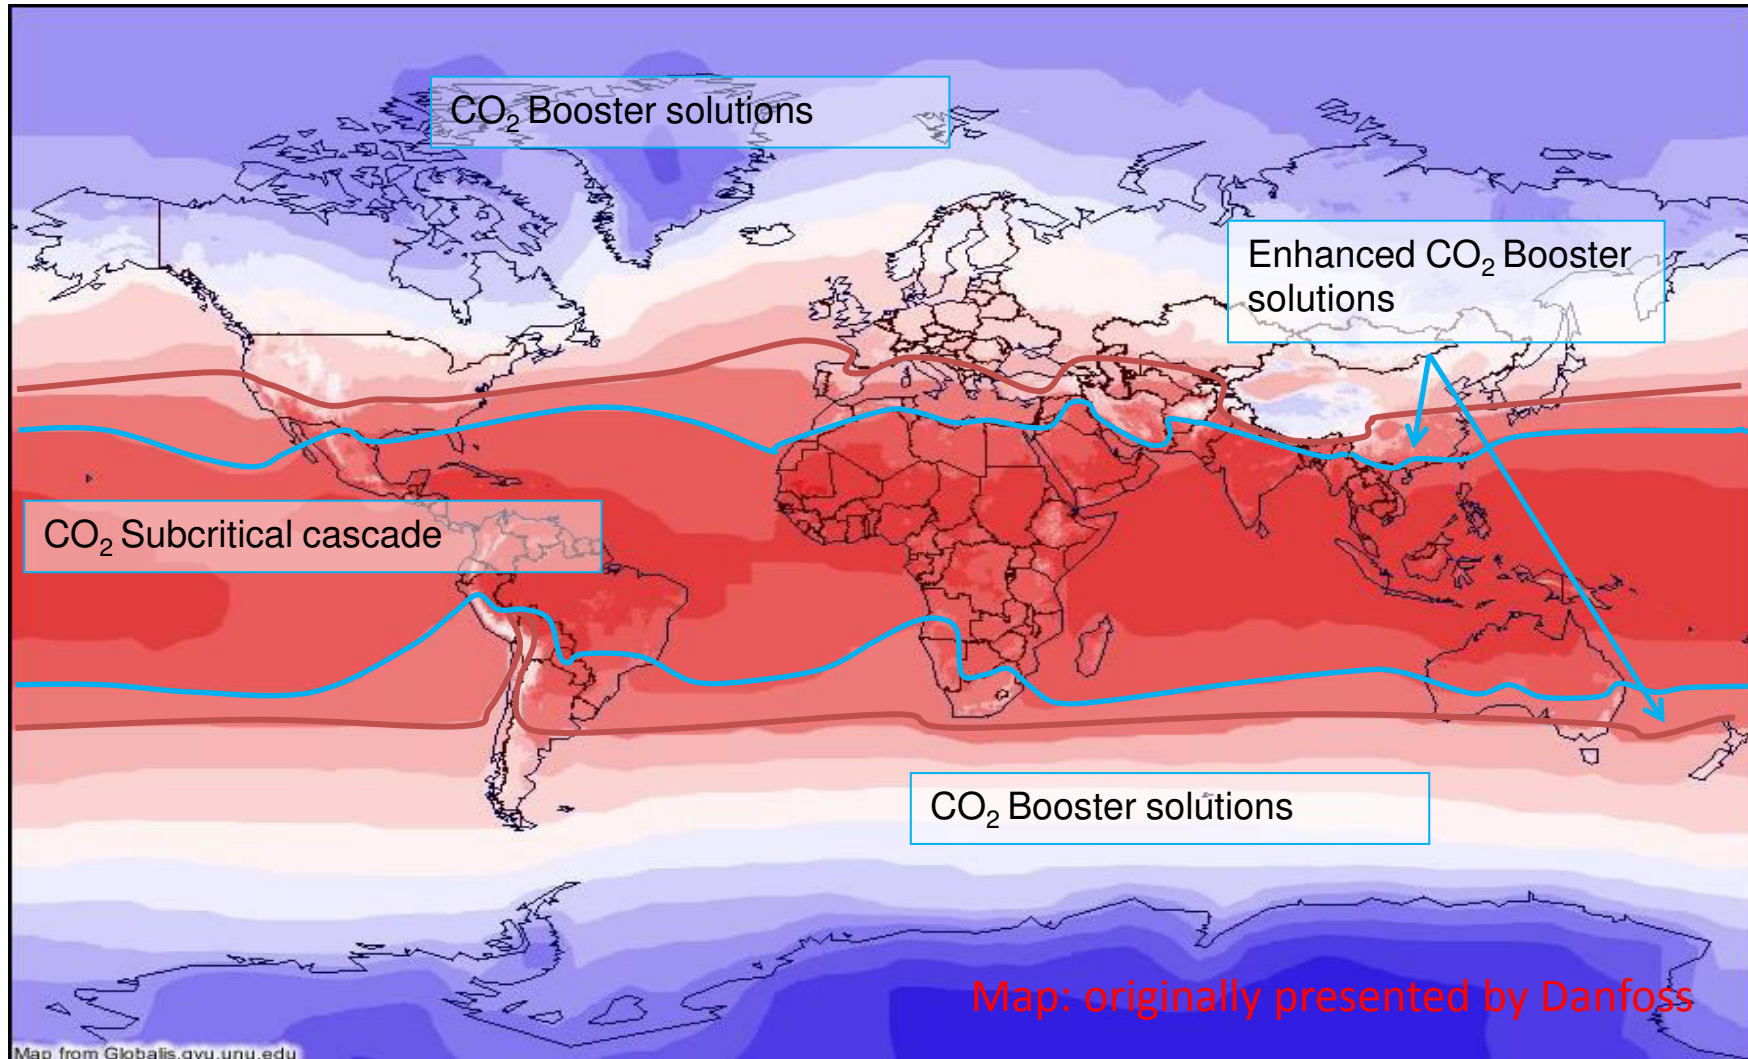 CO₂ Booster solutions
Enhanced CO₂ Booster
solutions
CO₂ Subcritical cascade
CO₂ Booster solutions
Map: originally presented by Danfoss
Map from Globalis.gvu.unu.edu